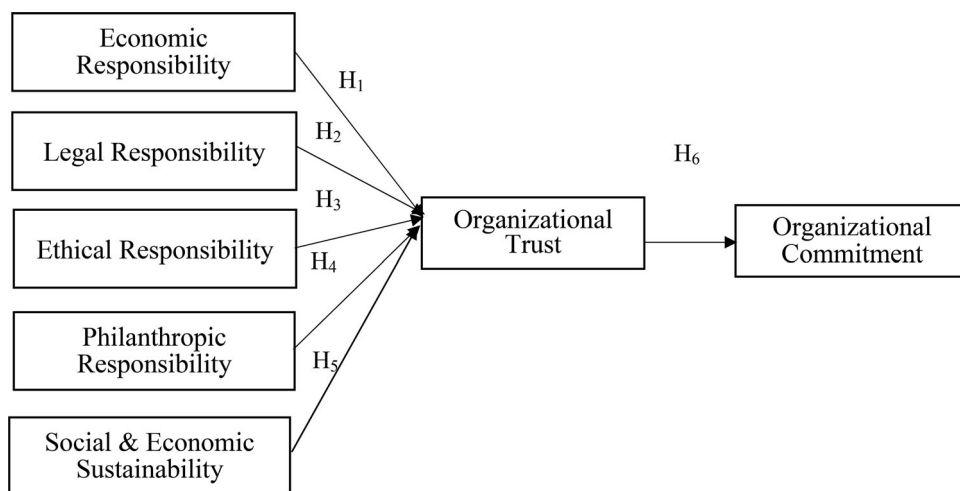 Economic
Responsibility
H₁
Legal Responsibility
H₂
Ethical Responsibility
H₃
Philanthropic
Responsibility
H₄
Social & Economic
Sustainability
H₅
Organizational
Trust
H₆
Organizational
Commitment